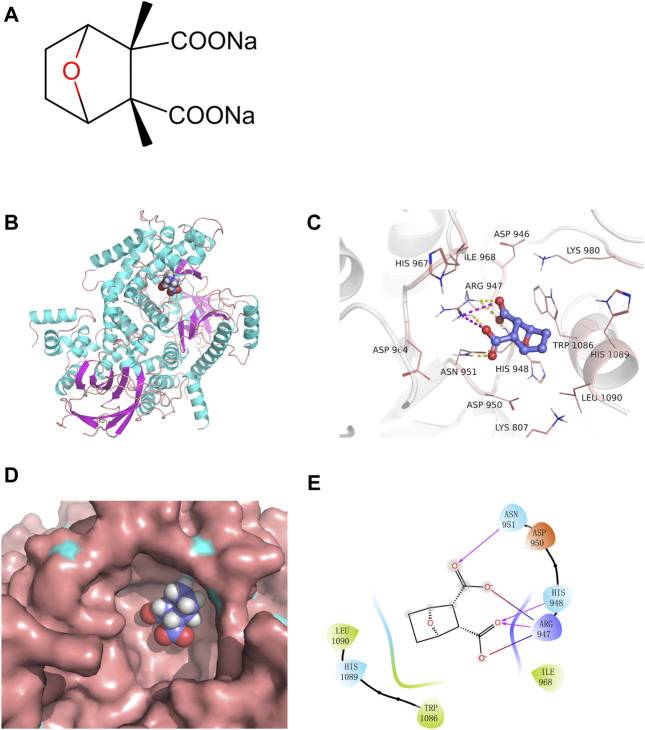 A
COONa
O
COONa
B
C
ASP 946
ILE 968
LYS 980
HIS 967
ARG 947
TRP 1086
ASP 964
HIS 1089
ASN 951
HIS 948
LEU 1090
ASP 950
LYS 807
D
E
ASN
951
ASP
950
O
O⁻
HIS
948
O
O
ARG
947
LEU
1090
O⁻
HIS
1089
ILE
968
TRP
1086